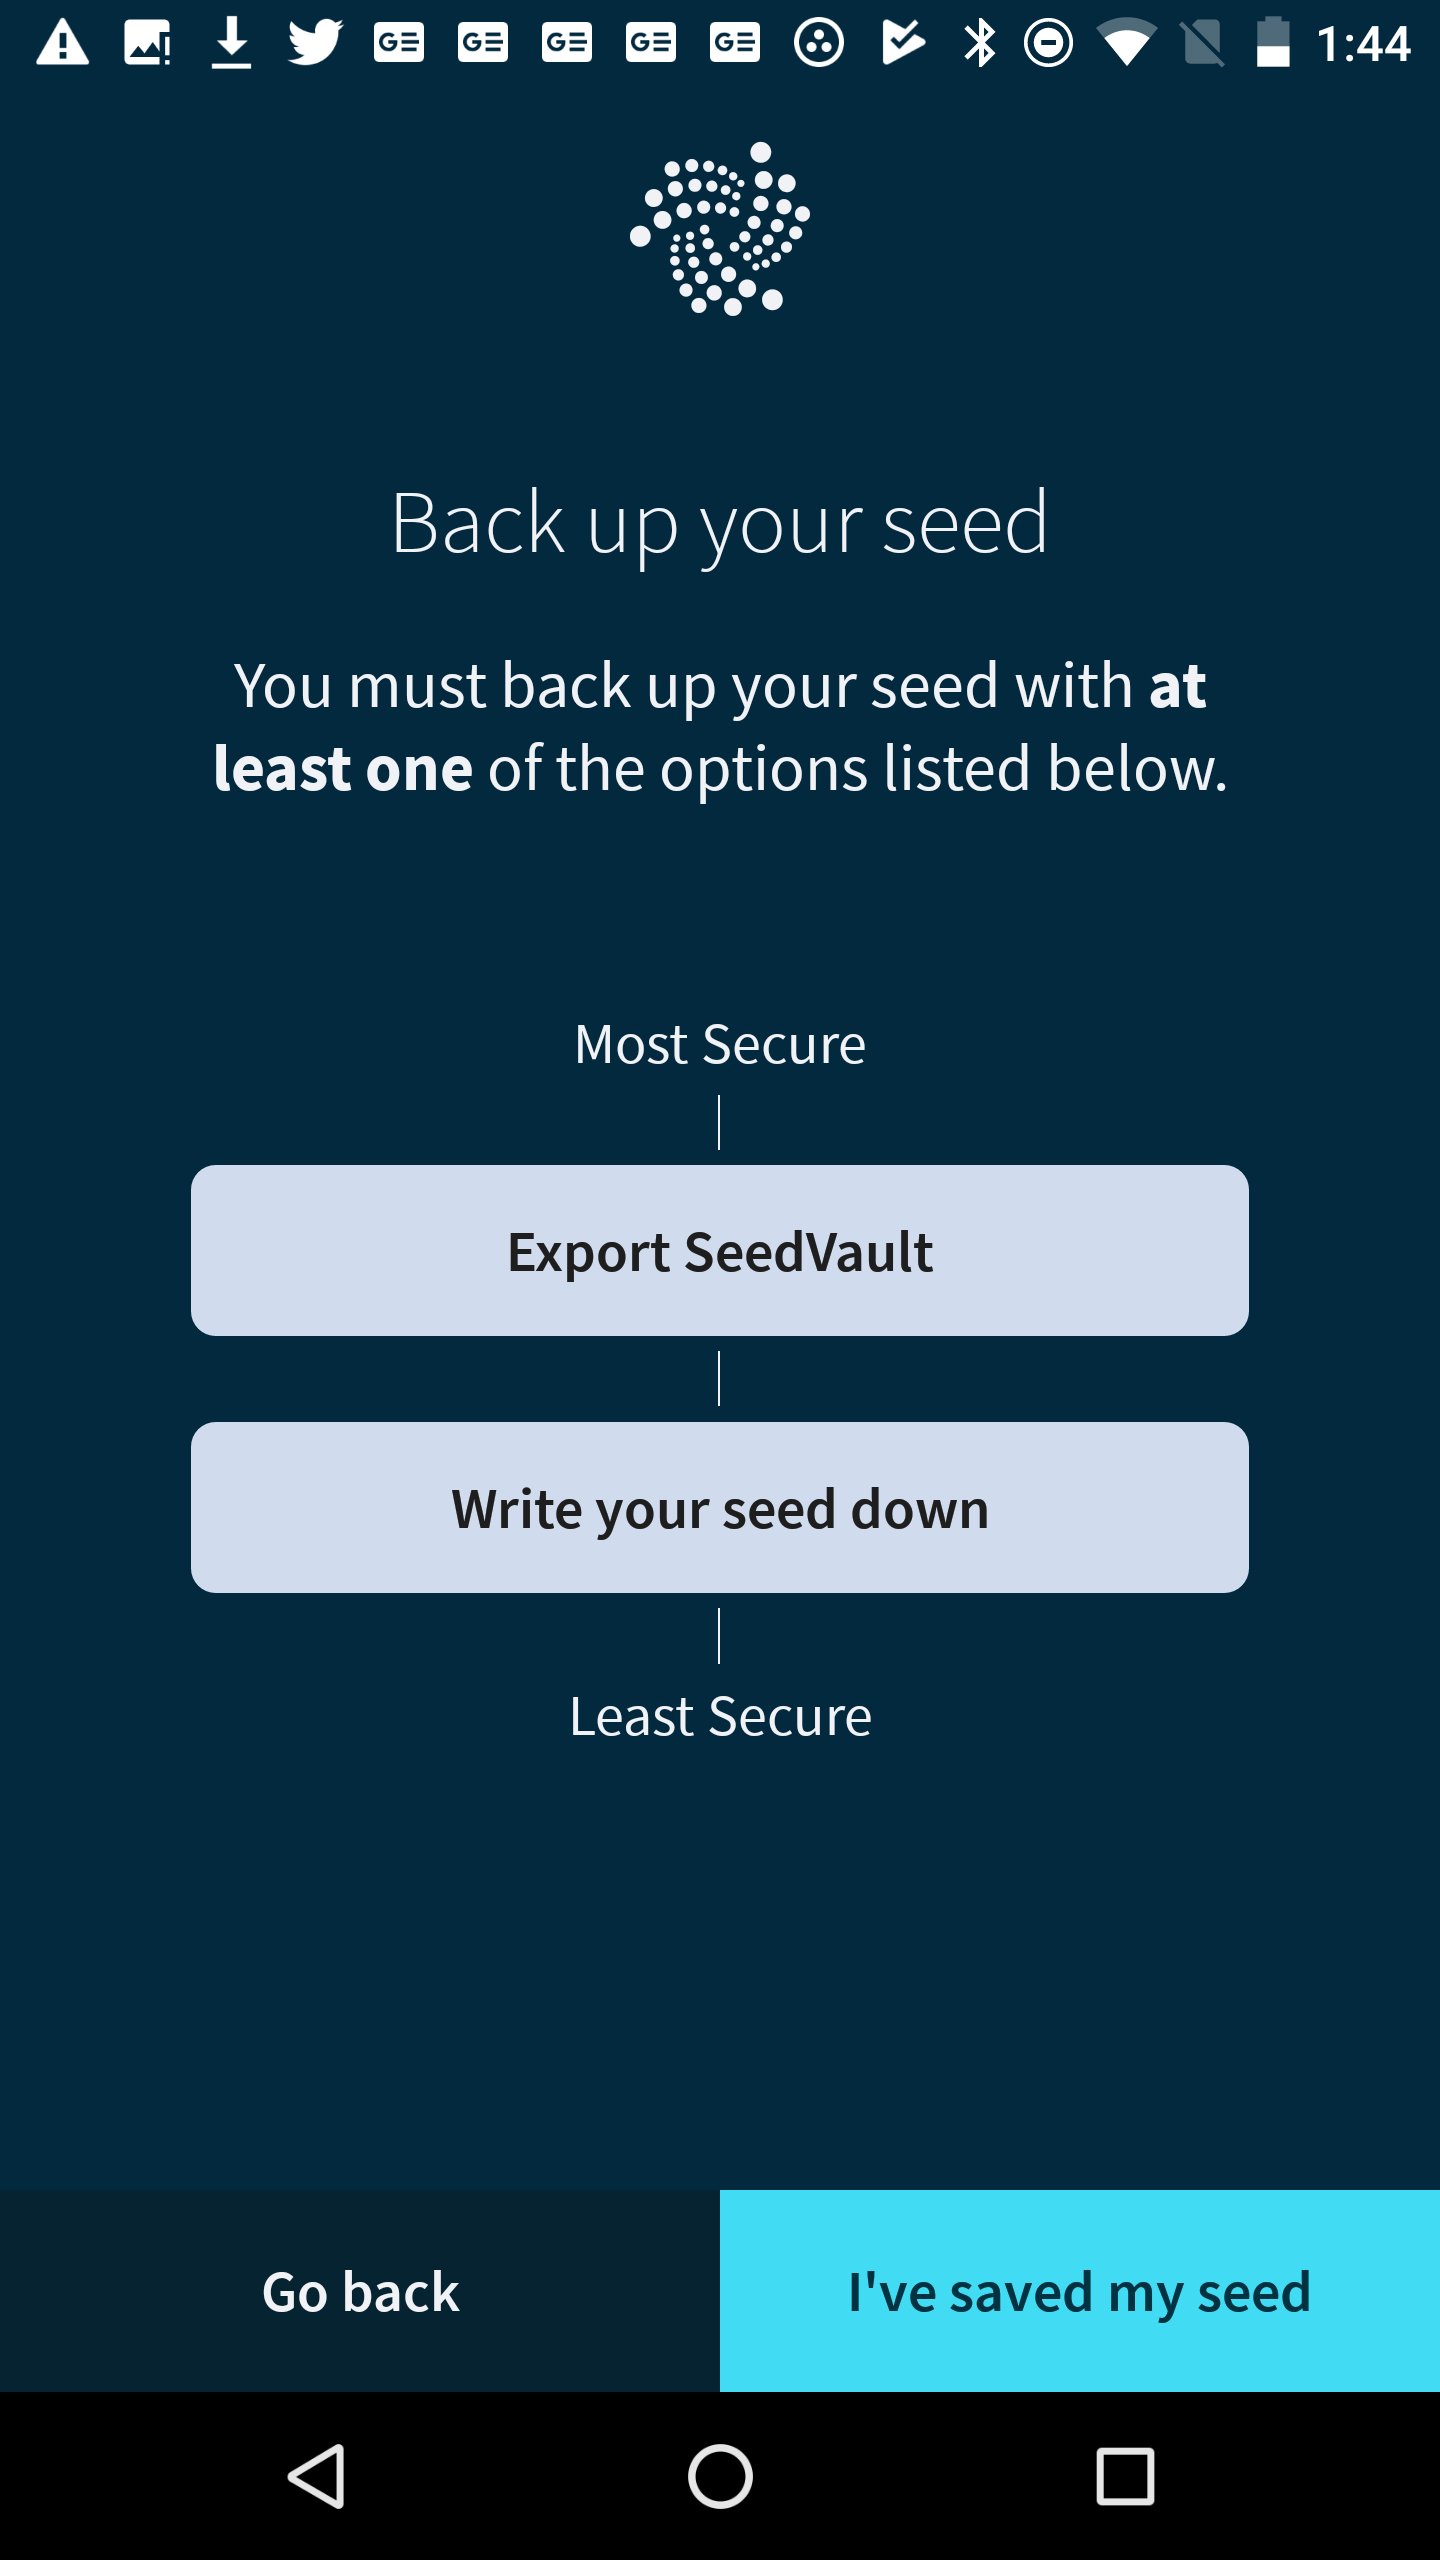 1:44
Back up your seed
You must back up your seed with at
least one of the options listed below.
Most Secure
Export SeedVault
Write your seed down
Least Secure
Go back
I've saved my seed